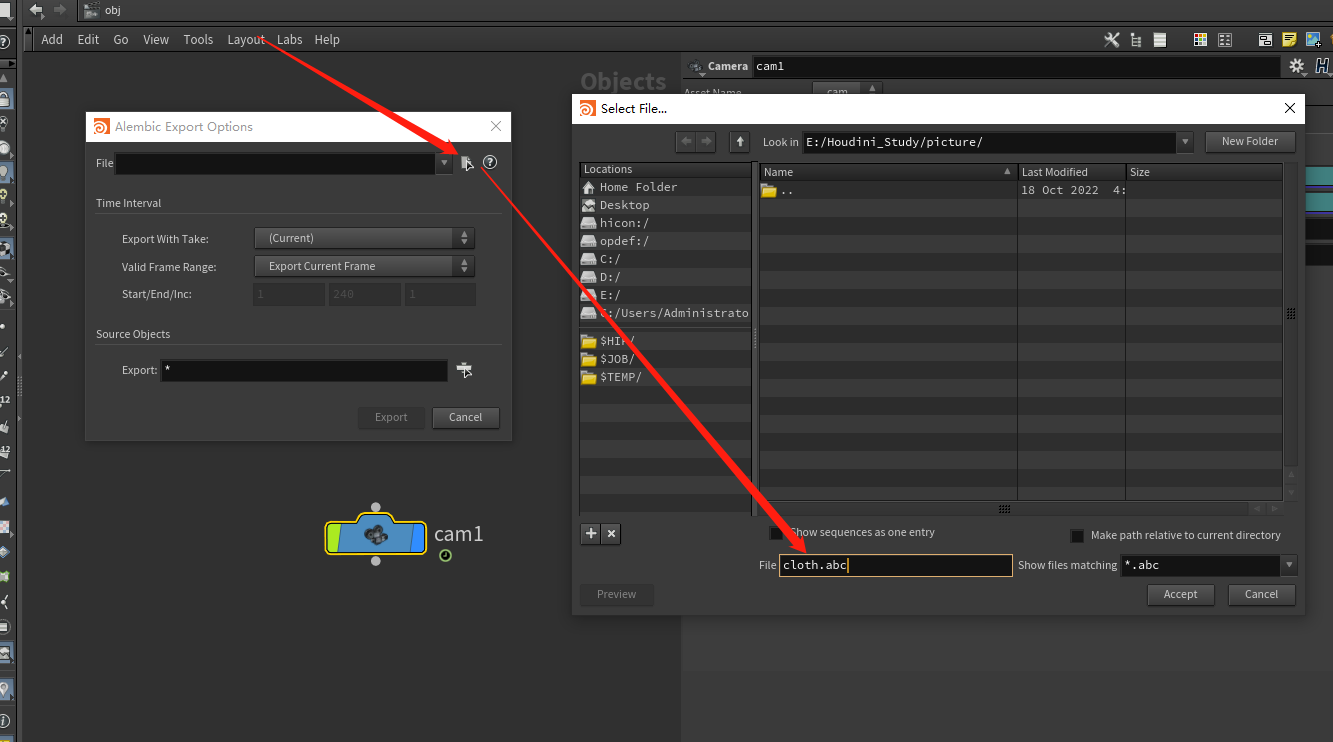 obj
Add Edit Go View Tools Layout Labs Help
Objects
Camera cam1
Asset Name cam
Alembic Export Options
File
Time Interval
Export With Take: (Current)
Valid Frame Range: Export Current Frame
Start/End/Inc: 1 240 1
Source Objects
Export: *
Export Cancel
cam1
Select File...
Look in E:/Houdini_Study/picture/ New Folder
Locations
Home Folder
Desktop
hicon:/
opdef:/
C:/
D:/
E:/
:/Users/Administrato
$HIP/
$JOB/
$TEMP/
Name Last Modified Size
.. 18 Oct 2022 4:
Show sequences as one entry Make path relative to current directory
File cloth.abc Show files matching *.abc
Preview Accept Cancel
12
12